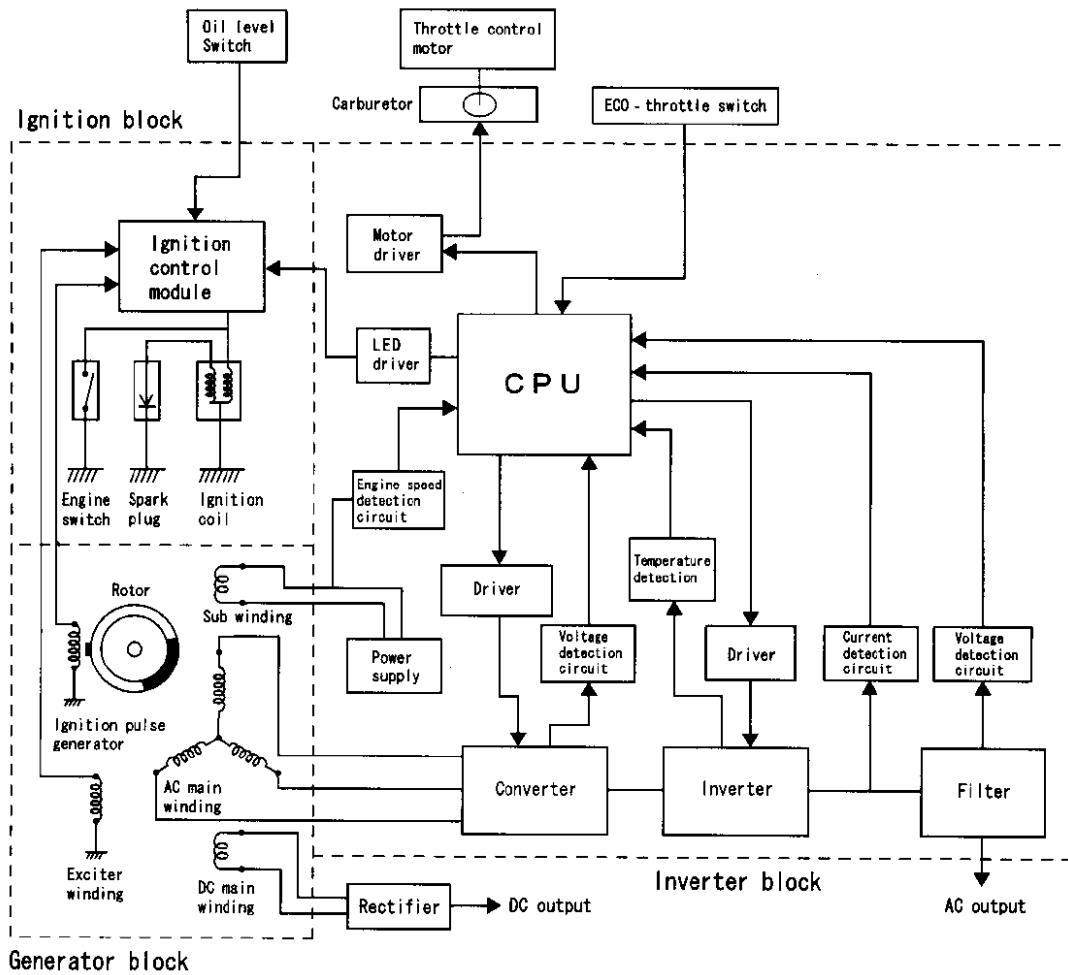 Oil level
Switch
Throttle control
motor
Carburetor
ECO - throttle switch
Ignition block
Ignition
control
module
Motor
driver
LED
driver
CPU
Engine
switch
Spark
plug
Ignition
coil
Engine speed
detection
circuit
Rotor
Sub winding
Driver
Temperature
detection
Power
supply
Voltage
detection
circuit
Driver
Current
detection
circuit
Voltage
detection
circuit
Ignition pulse
generator
AC main
winding
Converter
Inverter
Filter
Exciter
winding
DC main
winding
Rectifier
DC output
Inverter block
AC output
Generator block